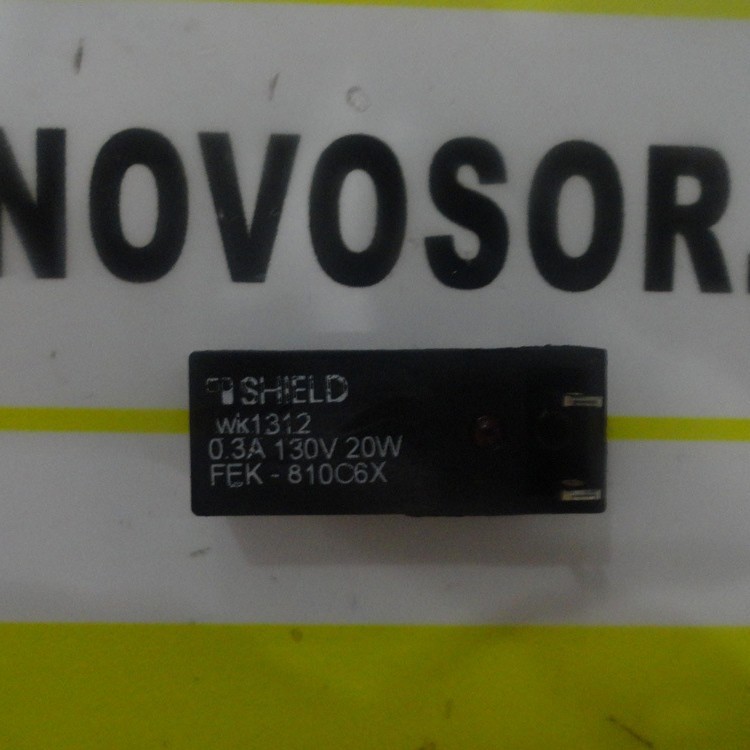 NOVOSOR.
SHIELD
wk1312
0.3A 130V 20W
FEK - 810C6X